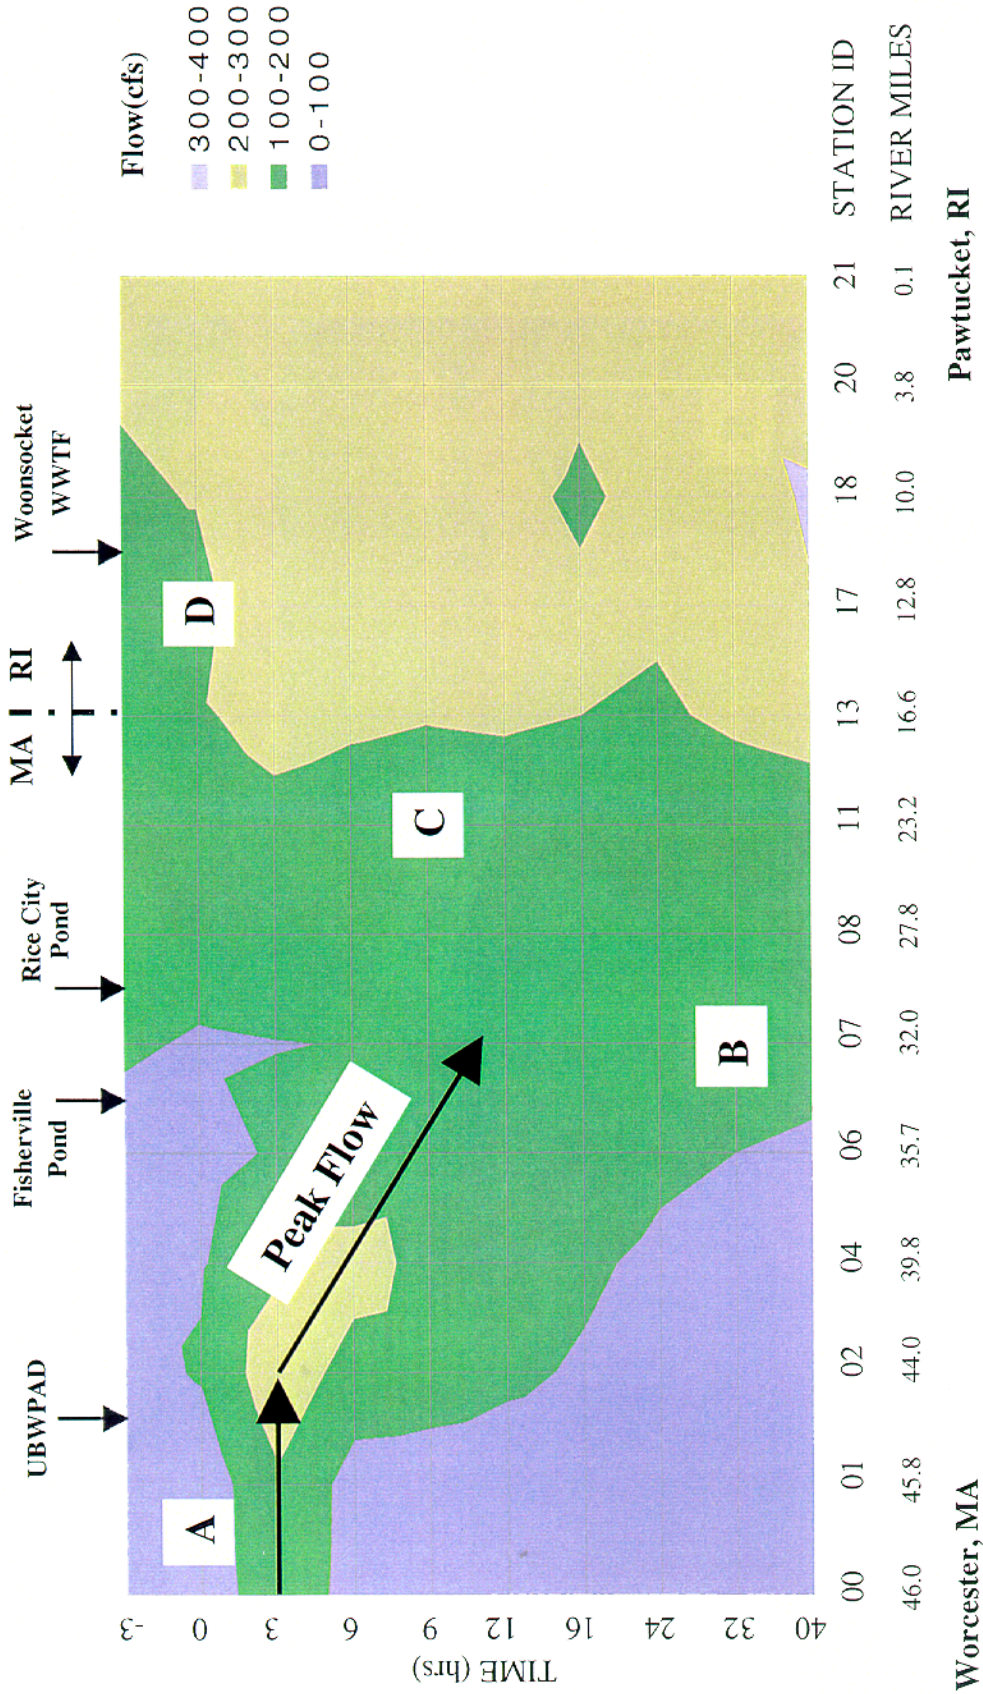 UBWPAD
Fisherville
Pond
Rice City
Pond
MA
RI
Woonsocket
WWTF
Flow(cfs)
300-400
200-300
100-200
0-100
TIME (hrs)
-3
0
3
6
9
12
16
24
32
40
A
Peak Flow
B
C
D
00 01 02 04 06 07 08 11 13 17 18 20 21 STATION ID
46.0 45.8 44.0 39.8 35.7 32.0 27.8 23.2 16.6 12.8 10.0 3.8 0.1 RIVER MILES
Worcester, MA
Pawtucket, RI